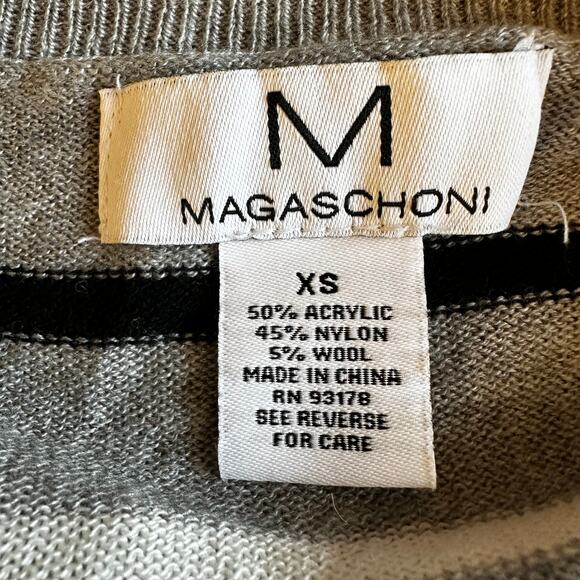 M
MAGASCHONI
XS
50% ACRYLIC
45% NYLON
5% WOOL
MADE IN CHINA
RN 93178
SEE REVERSE
FOR CARE